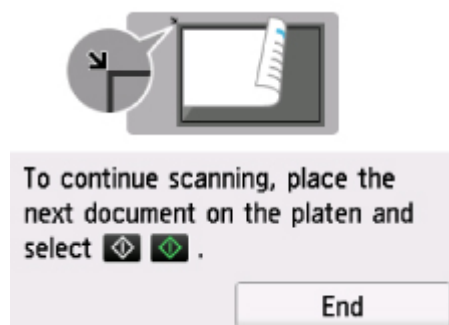 To continue scanning, place the
next document on the platen and
select .
End